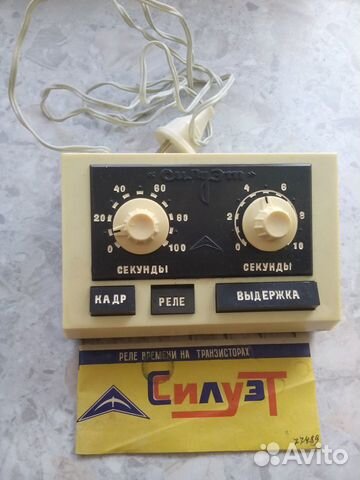 "Силуэт"
40 60
20 80
0 100
СЕКУНДЫ
4 6
2 8
0 10
СЕКУНДЫ
КАДР РЕЛЕ ВЫДЕРЖКА
РЕЛЕ ВРЕМЕНИ НА ТРАНЗИСТОРАХ
СИЛУЭТ
Avito